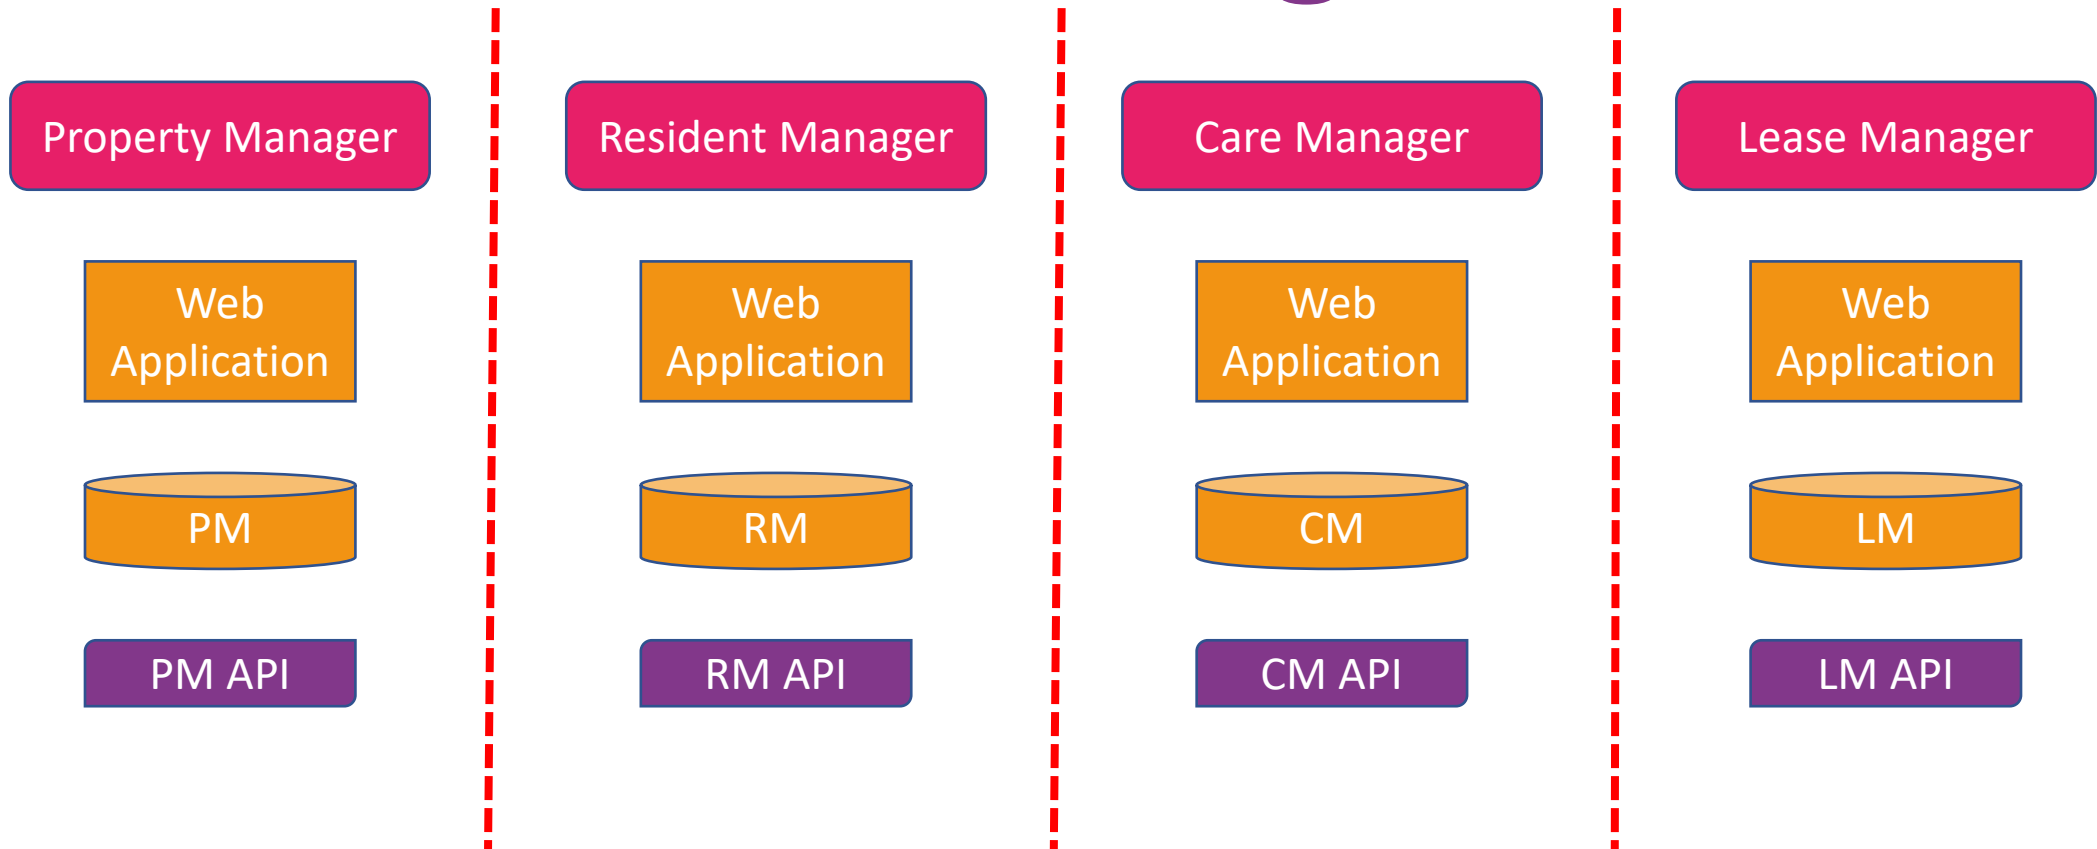 Property Manager
Resident Manager
Care Manager
Lease Manager
Web
Application
Web
Application
Web
Application
Web
Application
PM
RM
CM
LM
PM API
RM API
CM API
LM API